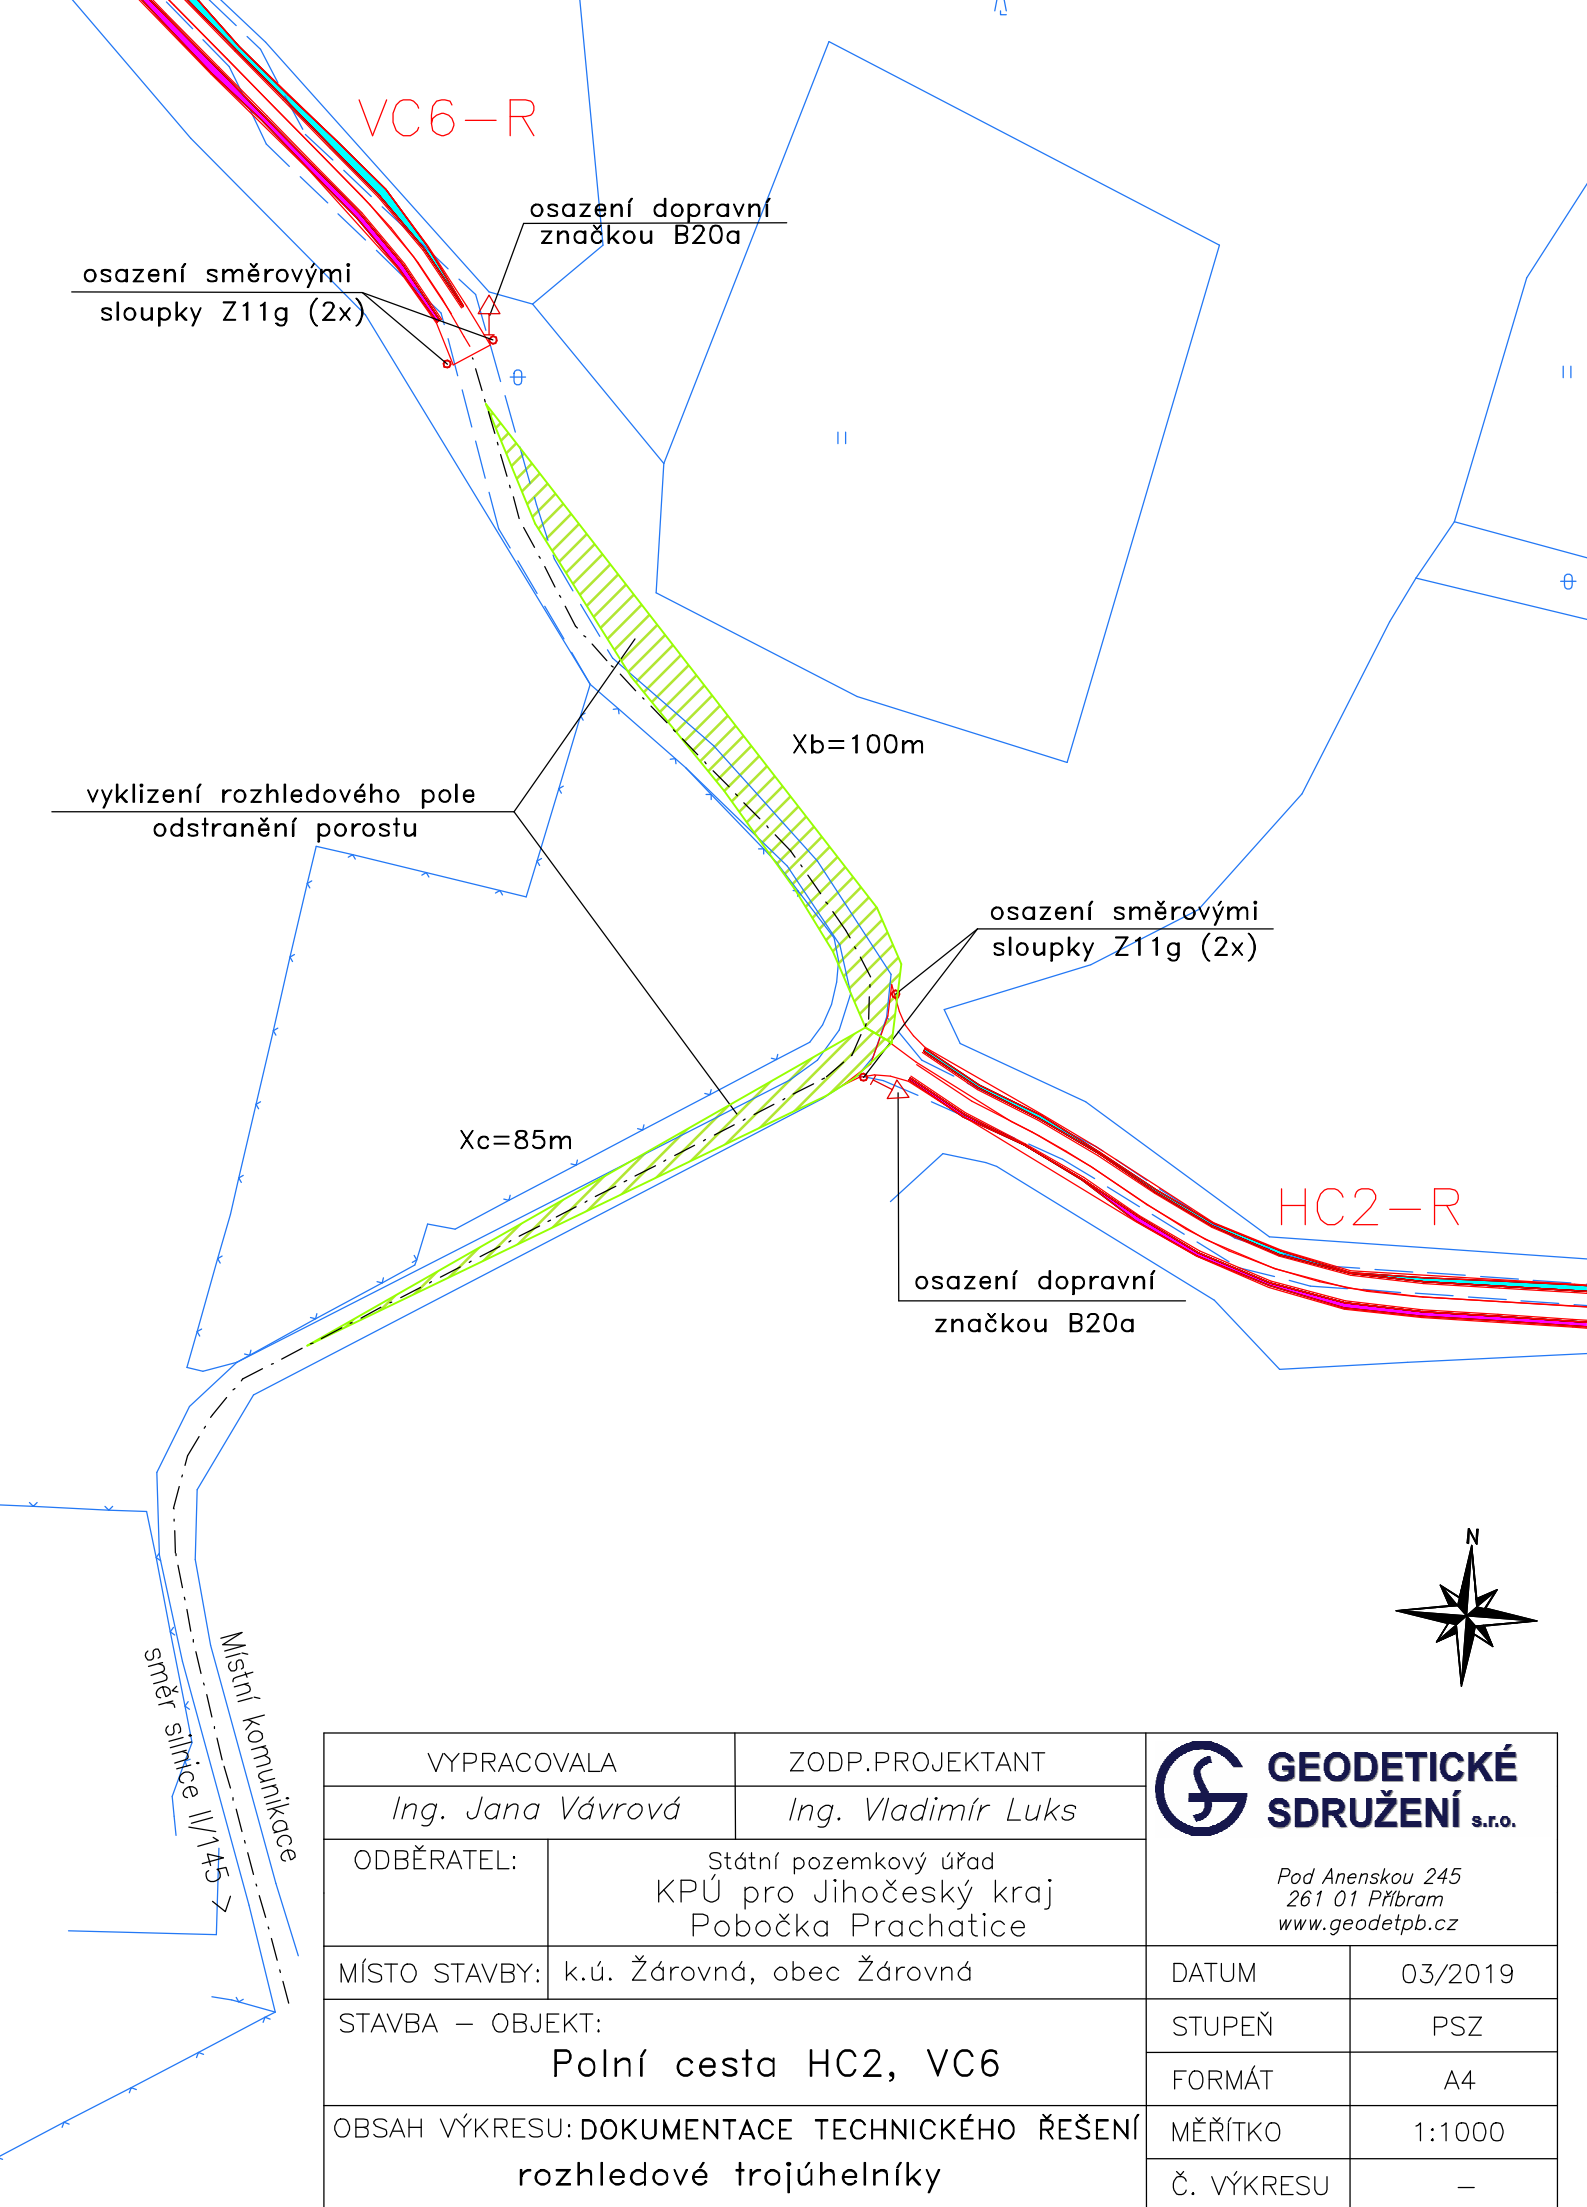 VC6-R
osazení dopravní
značkou B20a
osazení směrovými
sloupky Z11g (2x)
Xb=100m
vyklizení rozhledového pole
odstranění porostu
osazení směrovými
sloupky Z11g (2x)
Xc=85m
HC2-R
osazení dopravní
značkou B20a
N
Místní komunikace
směr silnice II/145 >
VYPRACOVALA
ZODP.PROJEKTANT
Ing. Jana Vávrová
Ing. Vladimír Luks
GEODETICKÉ
SDRUŽENÍ s.r.o.
Pod Anenskou 245
261 01 Příbram
www.geodetpb.cz
ODBĚRATEL:
Státní pozemkový úřad
KPÚ pro Jihočeský kraj
Pobočka Prachatice
MÍSTO STAVBY: k.ú. Žárovná, obec Žárovná
DATUM 03/2019
STAVBA – OBJEKT:
Polní cesta HC2, VC6
STUPEŇ PSZ
FORMÁT A4
OBSAH VÝKRESU: DOKUMENTACE TECHNICKÉHO ŘEŠENÍ
rozhledové trojúhelníky
MĚŘÍTKO 1:1000
Č. VÝKRESU –